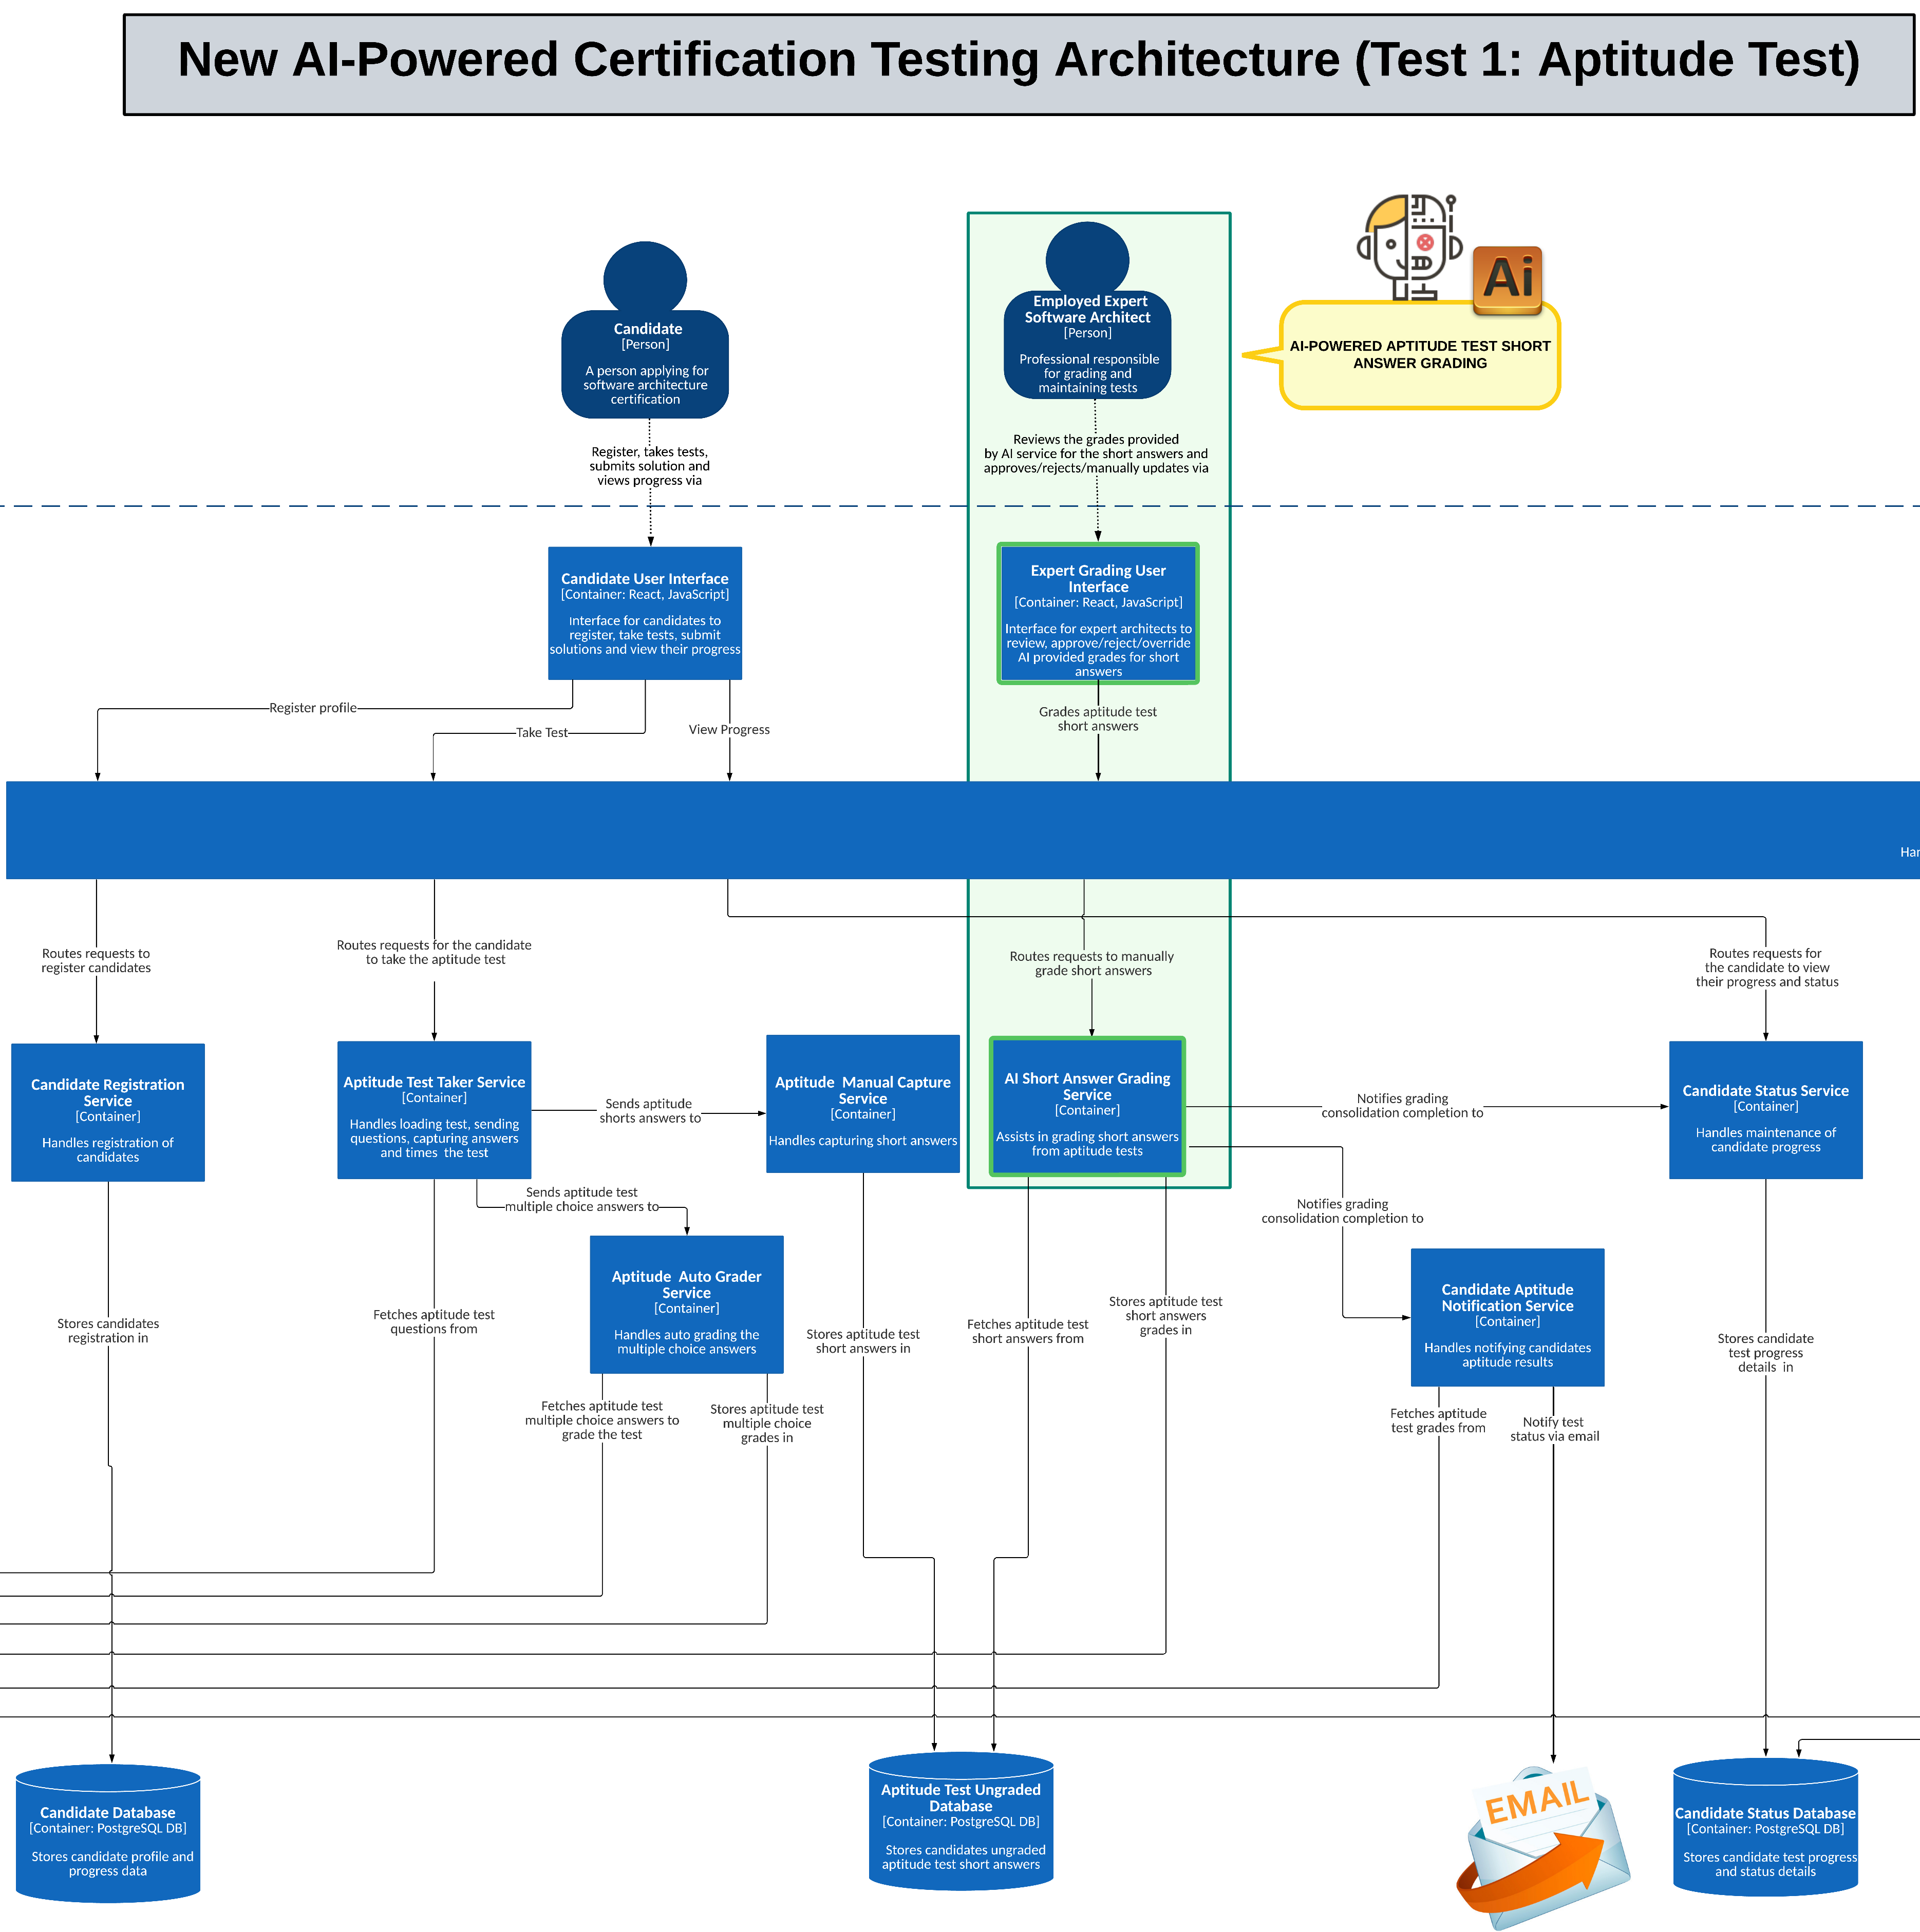 New AI-Powered Certification Testing Architecture (Test 1: Aptitude Test)
Candidate
[Person]
A person applying for
software architecture
certification
Employed Expert
Software Architect
[Person]
Professional responsible
for grading and
maintaining tests
Ai
AI-POWERED APTITUDE TEST SHORT
ANSWER GRADING
Register, takes tests,
submits solution and
views progress via
Reviews the grades provided
by AI service for the short answers and
approves/rejects/manually updates via
Candidate User Interface
[Container: React, JavaScript]
Interface for candidates to
register, take tests, submit
solutions and view their progress
Expert Grading User
Interface
[Container: React, JavaScript]
Interface for expert architects to
review, approve/reject/override
AI provided grades for short
answers
Register profile
Take Test
View Progress
Grades aptitude test
short answers
Routes requests to
register candidates
Routes requests for the candidate
to take the aptitude test
Routes requests to manually
grade short answers
Routes requests for
the candidate to view
their progress and status
Candidate Registration
Service
[Container]
Handles registration of
candidates
Aptitude Test Taker Service
[Container]
Handles loading test, sending
questions, capturing answers
and times  the test
Sends aptitude
shorts answers to
Aptitude  Manual Capture
Service
[Container]
Handles capturing short answers
AI Short Answer Grading
Service
[Container]
Assists in grading short answers
from aptitude tests
Notifies grading
consolidation completion to
Candidate Status Service
[Container]
Handles maintenance of
candidate progress
Sends aptitude test
multiple choice answers to
Notifies grading
consolidation completion to
Aptitude  Auto Grader
Service
[Container]
Handles auto grading the
multiple choice answers
Candidate Aptitude
Notification Service
[Container]
Handles notifying candidates
aptitude results
Stores candidates
registration in
Fetches aptitude test
questions from
Stores aptitude test
short answers in
Fetches aptitude test
short answers from
Stores aptitude test
short answers
grades in
Stores candidate
test progress
details  in
Fetches aptitude test
multiple choice answers to
grade the test
Stores aptitude test
multiple choice
grades in
Fetches aptitude
test grades from
Notify test
status via email
Candidate Database
[Container: PostgreSQL DB]
Stores candidate profile and
progress data
Aptitude Test Ungraded
Database
[Container: PostgreSQL DB]
Stores candidates ungraded
aptitude test short answers
EMAIL
Candidate Status Database
[Container: PostgreSQL DB]
Stores candidate test progress
and status details